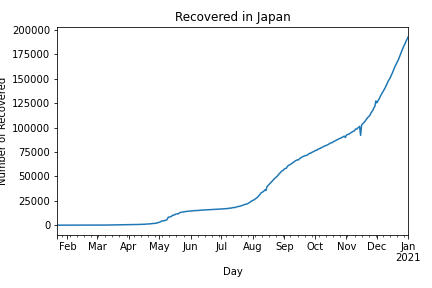 Recovered in Japan
200000
175000
150000
125000
100000
75000
50000
25000
0
Number of Recovered
Feb Mar Apr May Jun Jul Aug Sep Oct Nov Dec Jan
2021
Day